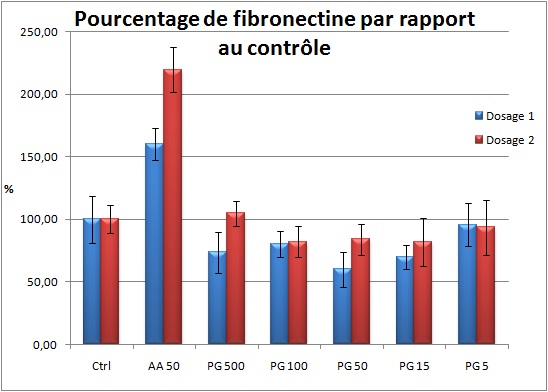 Pourcentage de fibronectine par rapport
au contrôle
250,00
200,00
150,00
%
100,00
50,00
0,00
Dosage 1
Dosage 2
Ctrl AA 50 PG 500 PG 100 PG 50 PG 15 PG 5